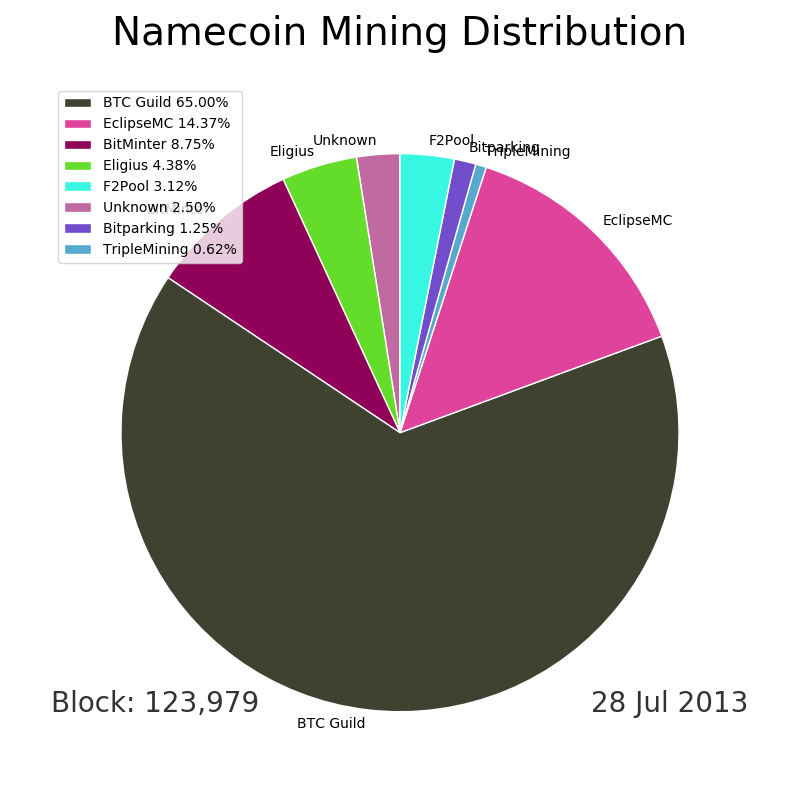 Namecoin Mining Distribution
BTC Guild 65.00%
EclipseMC 14.37%
BitMinter 8.75%
Eligius 4.38%
F2Pool 3.12%
Unknown 2.50%
Bitparking 1.25%
TripleMining 0.62%
Unknown
F2Pool
Bitparking
TripleMining
Eligius
EclipseMC
Block: 123,979
28 Jul 2013
BTC Guild